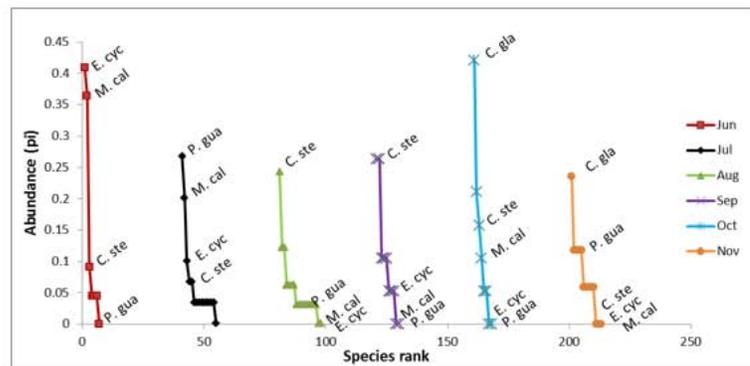 Abundance (pi)
0.45
0.4
0.35
0.3
0.25
0.2
0.15
0.1
0.05
0
0
50
100
150
200
250
Species rank
E. cyc
M. cal
C. ste
P. gua
P. gua
M. cal
E. cyc
C. ste
C. ste
P. gua
M. cal
E. cyc
C. ste
E. cyc
M. cal
P. gua
C. gla
C. ste
M. cal
E. cyc
P. gua
C. gla
P. gua
C. ste
E. cyc
M. cal
Jun
Jul
Aug
Sep
Oct
Nov